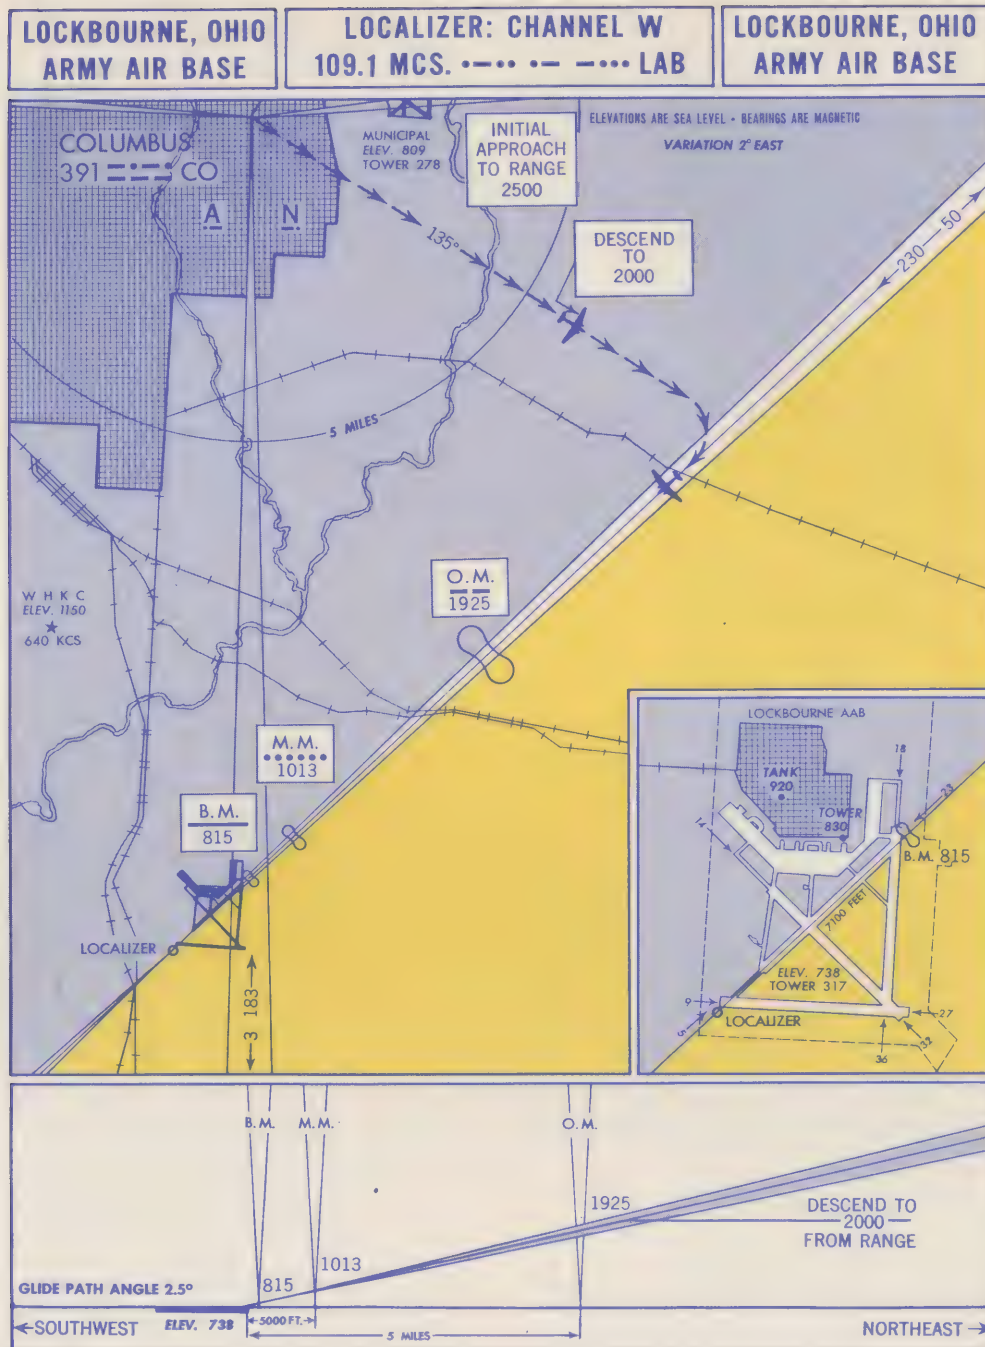 LOCKBOURNE, OHIO
ARMY AIR BASE
LOCALIZER: CHANNEL W
109.1 MCS. •—•• •— —••• LAB
LOCKBOURNE, OHIO
ARMY AIR BASE
ELEVATIONS ARE SEA LEVEL - BEARINGS ARE MAGNETIC
VARIATION 2° EAST
COLUMBUS
391 —•—• ——— CO
A
N
MUNICIPAL
ELEV. 809
TOWER 278
INITIAL
APPROACH
TO RANGE
2500
135°
DESCEND
TO
2000
230
50
5 MILES
O.M.
1925
W H K C
ELEV. 1150
★
640 KCS
M.M.
••••••
1013
B.M.
815
LOCALIZER
3
183
LOCKBOURNE AAB
18
TANK
920
TOWER
830
23
14
B.M. 815
7100 FEET
ELEV. 738
TOWER 317
9
LOCALIZER
5
27
32
36
B.M.
M.M.
O.M.
1925
DESCEND TO
2000
FROM RANGE
1013
815
GLIDE PATH ANGLE 2.5°
←SOUTHWEST
ELEV. 738
5000 FT.
5 MILES
NORTHEAST→